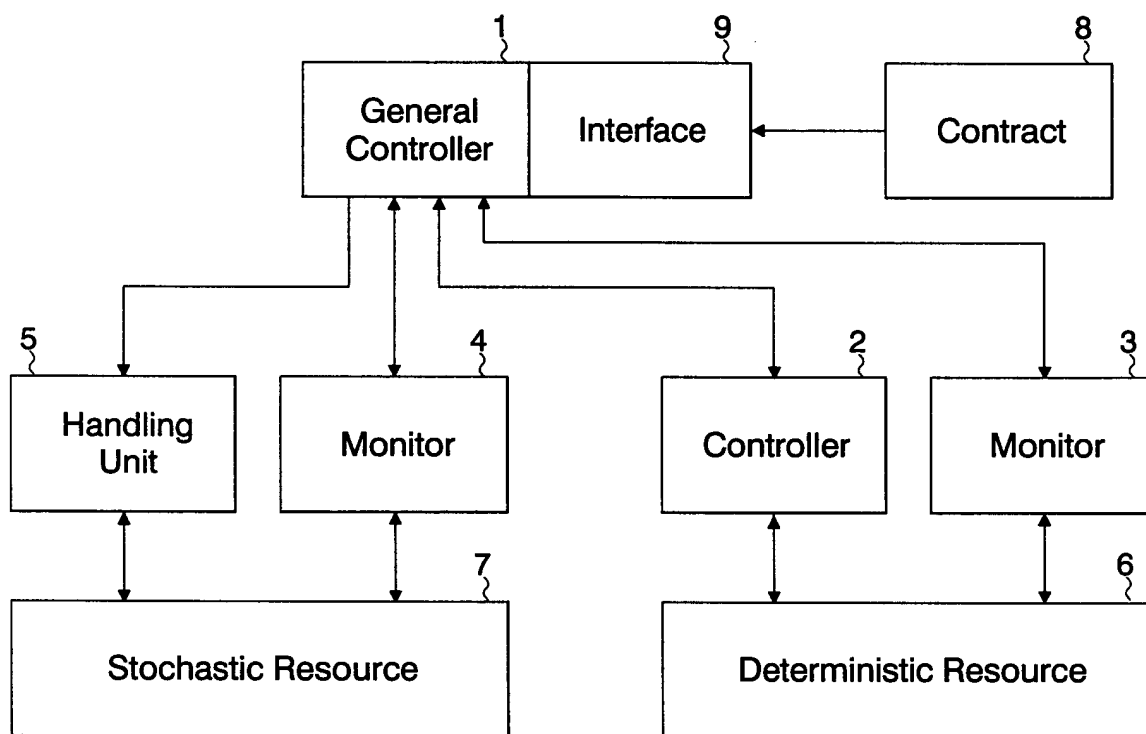 1
9
8
General
Controller
Interface
Contract
5
4
2
3
Handling
Unit
Monitor
Controller
Monitor
7
6
Stochastic Resource
Deterministic Resource